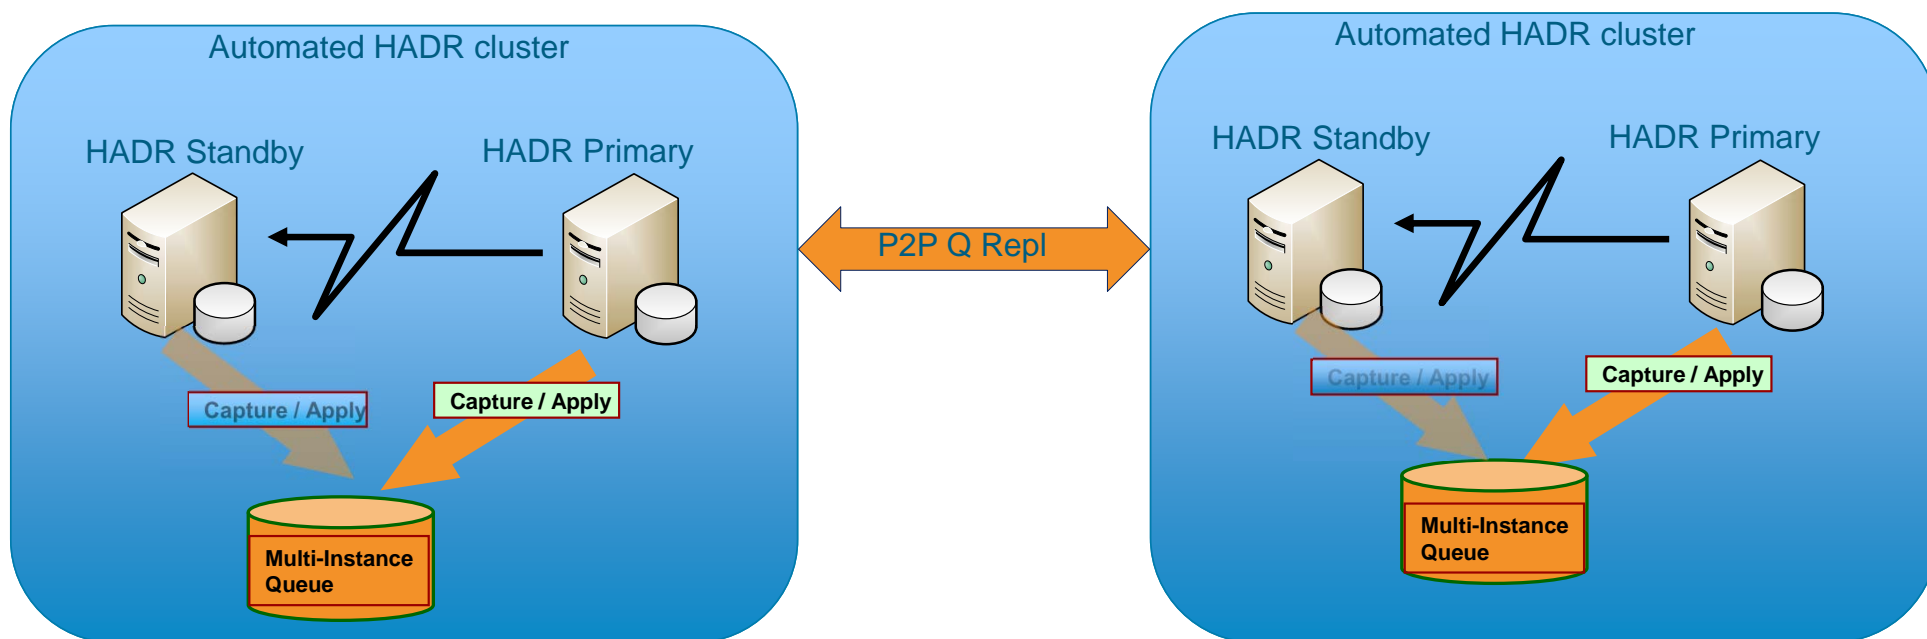 Automated HADR cluster
HADR Standby
HADR Primary
Capture / Apply
Capture / Apply
Multi-Instance
Queue
P2P Q Repl
Automated HADR cluster
HADR Standby
HADR Primary
Capture / Apply
Capture / Apply
Multi-Instance
Queue